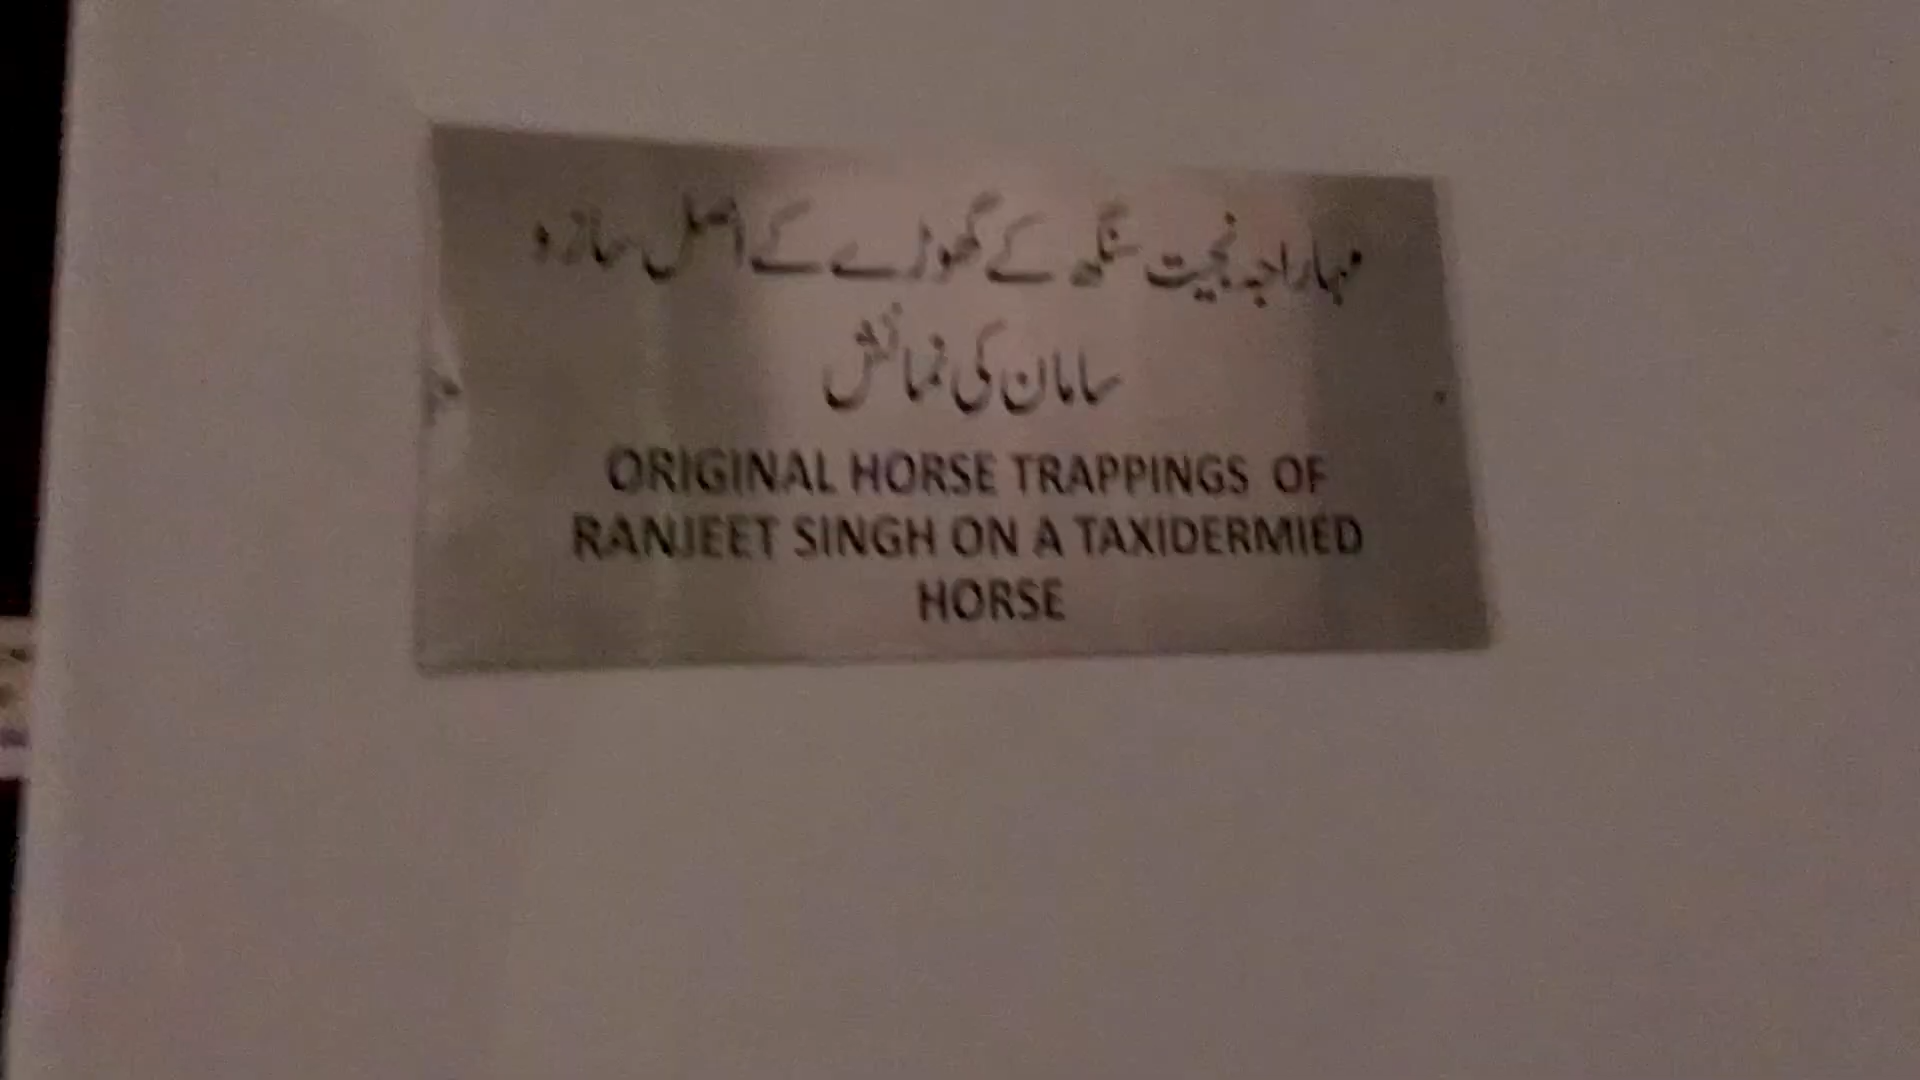 مہاراجہ نجیت سنگھ کے گھوڑے کے اصل سازو
سامان کی نمائش
ORIGINAL HORSE TRAPPINGS OF
RANJEET SINGH ON A TAXIDERMIED
HORSE